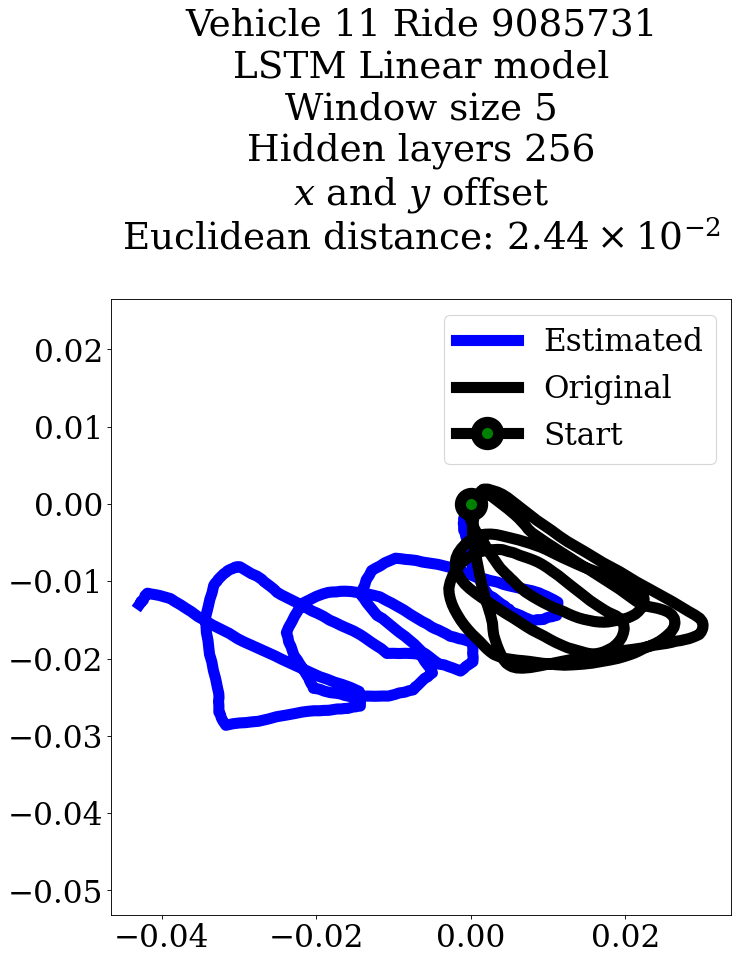 Vehicle 11 Ride 9085731
LSTM Linear model
Window size 5
Hidden layers 256
x and y offset
Euclidean distance: 2.44 × 10⁻²
Estimated
Original
Start
0.02
0.01
0.00
−0.01
−0.02
−0.03
−0.04
−0.05
−0.04 −0.02 0.00 0.02